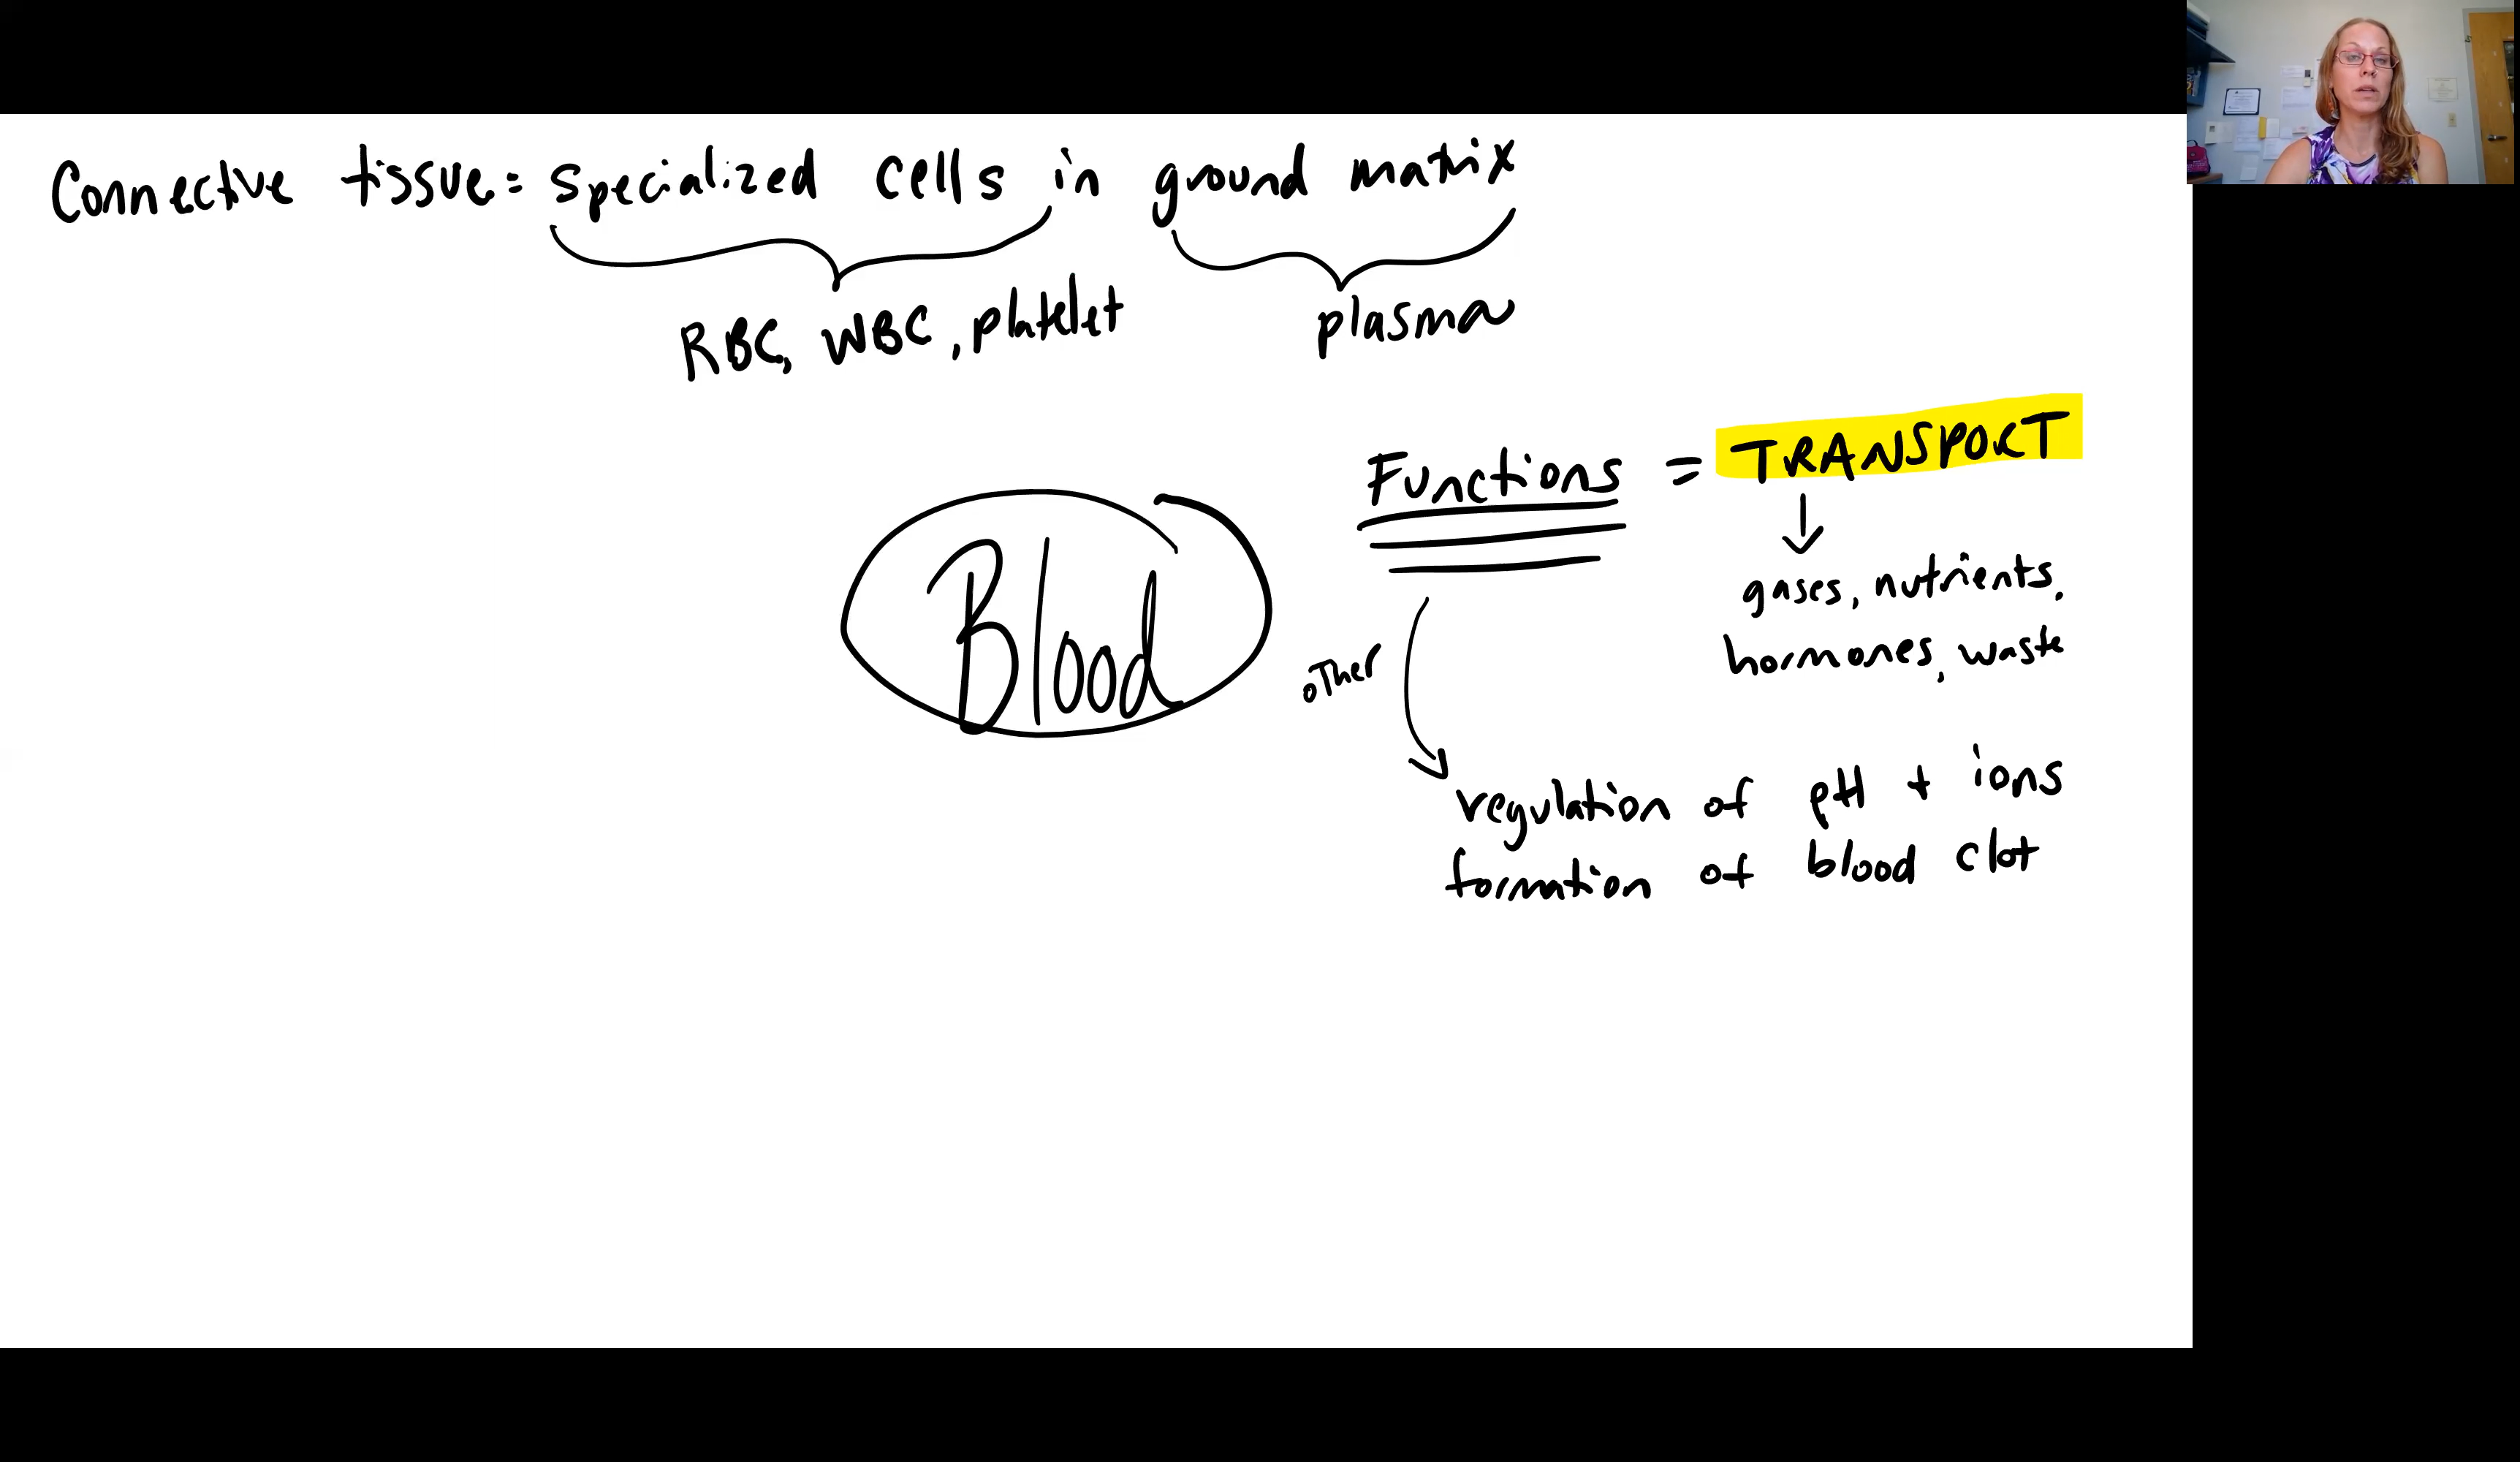 Connective tissue = specialized cells in ground matrix
RBC, WBC, platelet
plasma
Functions = TRANSPORT
gases, nutrients,
hormones, waste
Blood
other
regulation of pH + ions
formation of blood clot